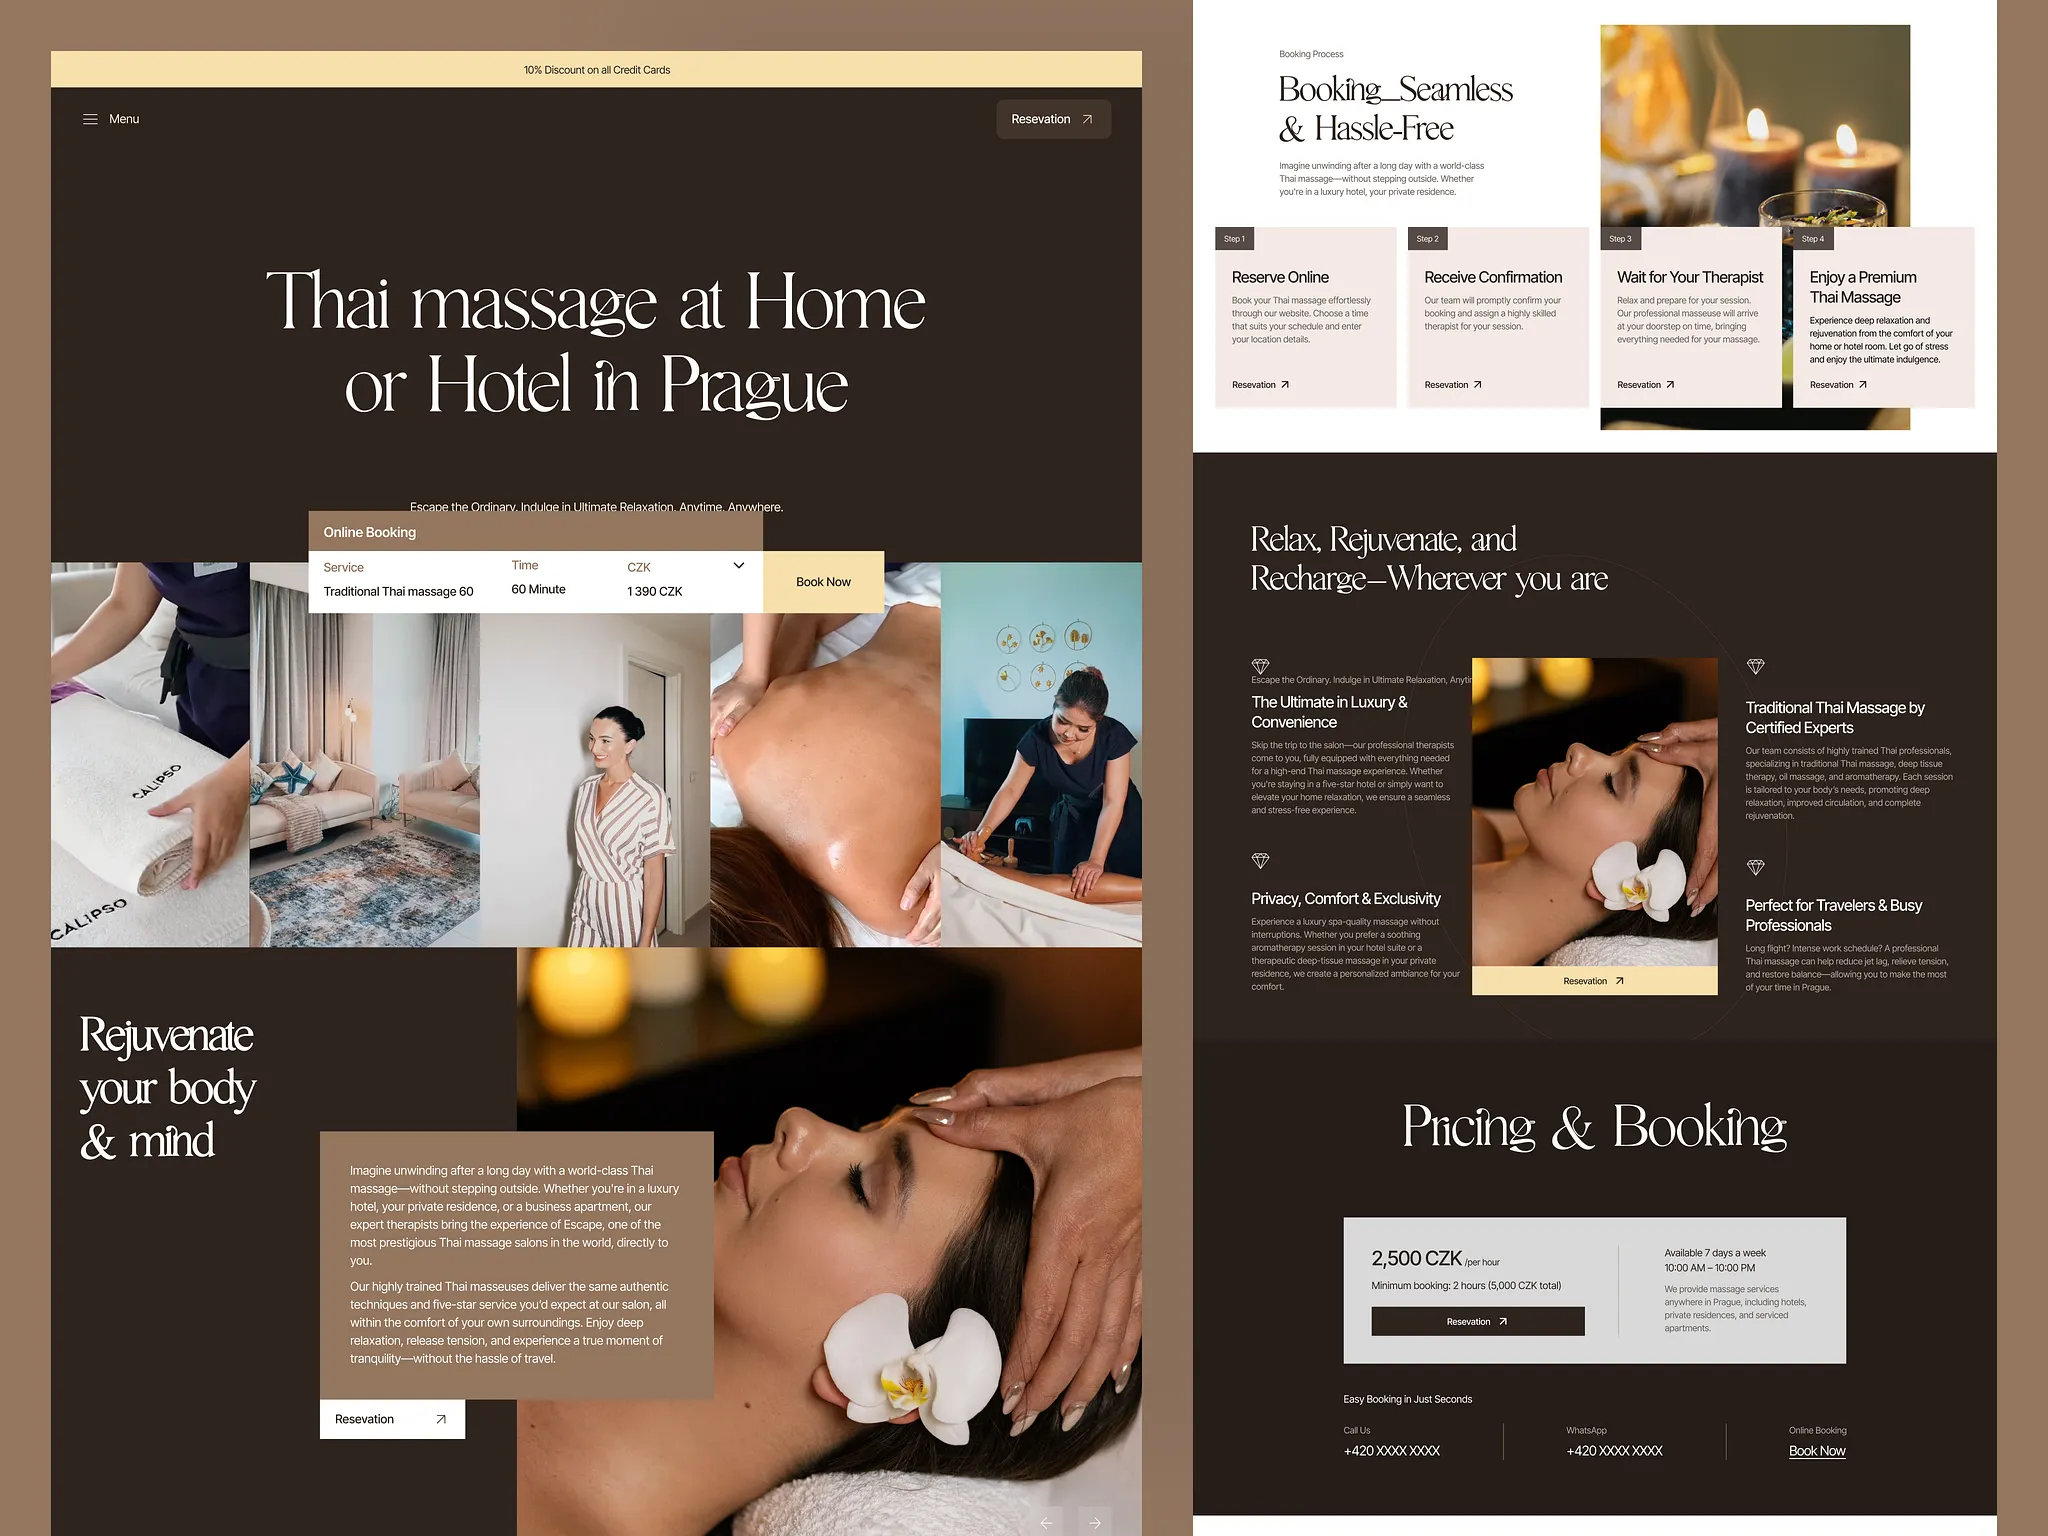 10% Discount on all Credit Cards
Menu
Resevation
Thai massage at Home
or Hotel in Prague
Escape the Ordinary. Indulge in Ultimate Relaxation. Anytime. Anywhere.
Online Booking
Service
Time
CZK
Traditional Thai massage 60
60 Minute
1 390 CZK
Book Now
CALIPSO
CALIPSO
Rejuvenate
your body
& mind
Imagine unwinding after a long day with a world-class Thai
massage—without stepping outside. Whether you're in a luxury
hotel, your private residence, or a business apartment, our
expert therapists bring the experience of Escape, one of the
most prestigious Thai massage salons in the world, directly to
you.
Our highly trained Thai masseuses deliver the same authentic
techniques and five-star service you'd expect at our salon, all
within the comfort of your own surroundings. Enjoy deep
relaxation, release tension, and experience a true moment of
tranquility—without the hassle of travel.
Resevation
Booking Process
Booking_Seamless
& Hassle-Free
Imagine unwinding after a long day with a world-class
Thai massage—without stepping outside. Whether
you're in a luxury hotel, your private residence.
Step 1
Reserve Online
Book your Thai massage effortlessly
through our website. Choose a time
that suits your schedule and enter
your location details.
Resevation
Step 2
Receive Confirmation
Our team will promptly confirm your
booking and assign a highly skilled
therapist for your session.
Resevation
Step 3
Wait for Your Therapist
Relax and prepare for your session.
Our professional masseuse will arrive
at your doorstep on time, bringing
everything needed for your massage.
Resevation
Step 4
Enjoy a Premium
Thai Massage
Experience deep relaxation and
rejuvenation from the comfort of your
home or hotel room. Let go of stress
and enjoy the ultimate indulgence.
Resevation
Relax, Rejuvenate, and
Recharge—Wherever you are
Escape the Ordinary. Indulge in Ultimate Relaxation, Anytir
The Ultimate in Luxury &
Convenience
Skip the trip to the salon—our professional therapists
come to you, fully equipped with everything needed
for a high-end Thai massage experience. Whether
you're staying in a five-star hotel or simply want to
elevate your home relaxation, we ensure a seamless
and stress-free experience.
Privacy, Comfort & Exclusivity
Experience a luxury spa-quality massage without
interruptions. Whether you prefer a soothing
aromatherapy session in your hotel suite or a
therapeutic deep-tissue massage in your private
residence, we create a personalized ambiance for your
comfort.
Resevation
Traditional Thai Massage by
Certified Experts
Our team consists of highly trained Thai professionals,
specializing in traditional Thai massage, deep tissue
therapy, oil massage, and aromatherapy. Each session
is tailored to your body's needs, promoting deep
relaxation, improved circulation, and complete
rejuvenation.
Perfect for Travelers & Busy
Professionals
Long flight? Intense work schedule? A professional
Thai massage can help reduce jet lag, relieve tension,
and restore balance—allowing you to make the most
of your time in Prague.
Pricing & Booking
2,500 CZK /per hour
Minimum booking: 2 hours (5,000 CZK total)
Resevation
Available 7 days a week
10:00 AM – 10:00 PM
We provide massage services
anywhere in Prague, including hotels,
private residences, and serviced
apartments.
Easy Booking in Just Seconds
Call Us
+420 XXXX XXXX
WhatsApp
+420 XXXX XXXX
Online Booking
Book Now